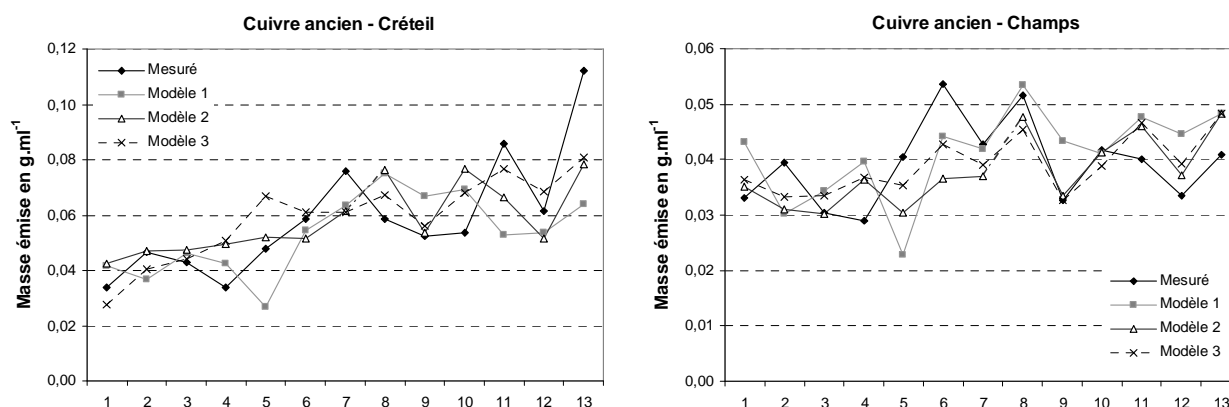 Cuivre ancien - Créteil
Masse émise en g.ml⁻¹
0,12
0,10
0,08
0,06
0,04
0,02
0,00
Mesuré
Modèle 1
Modèle 2
Modèle 3
1 2 3 4 5 6 7 8 9 10 11 12 13
Cuivre ancien - Champs
Masse émise en g.ml⁻¹
0,06
0,05
0,04
0,03
0,02
0,01
0,00
Mesuré
Modèle 1
Modèle 2
Modèle 3
1 2 3 4 5 6 7 8 9 10 11 12 13